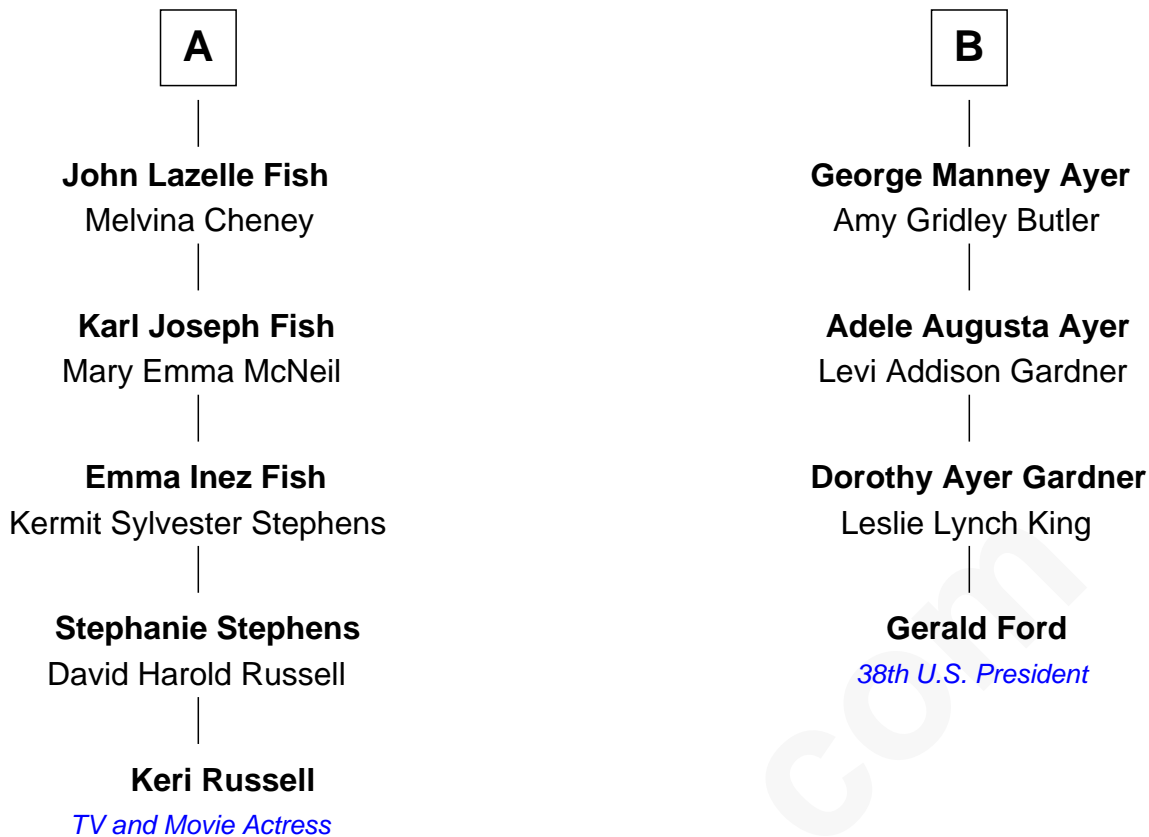 A
John Lazelle Fish
Melvina Cheney
Karl Joseph Fish
Mary Emma McNeil
Emma Inez Fish
Kermit Sylvester Stephens
Stephanie Stephens
David Harold Russell
Keri Russell
TV and Movie Actress
B
George Manney Ayer
Amy Gridley Butler
Adele Augusta Ayer
Levi Addison Gardner
Dorothy Ayer Gardner
Leslie Lynch King
Gerald Ford
38th U.S. President
com